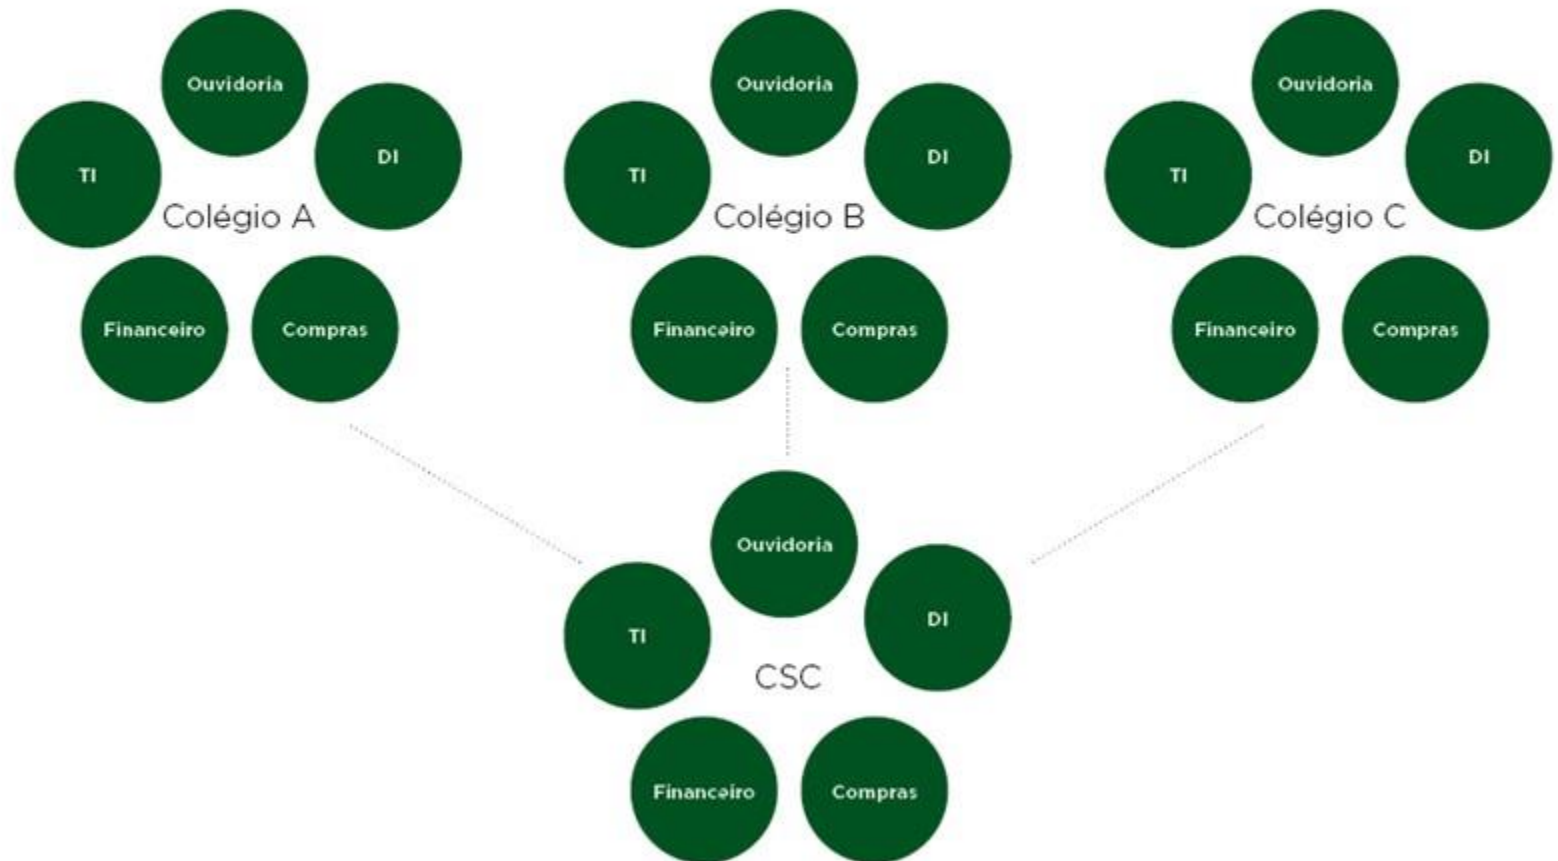 Ouvidoria
TI
DI
Colégio A
Financeiro
Compras
Ouvidoria
TI
DI
Colégio B
Financeiro
Compras
Ouvidoria
TI
DI
Colégio C
Financeiro
Compras
Ouvidoria
TI
DI
CSC
Financeiro
Compras